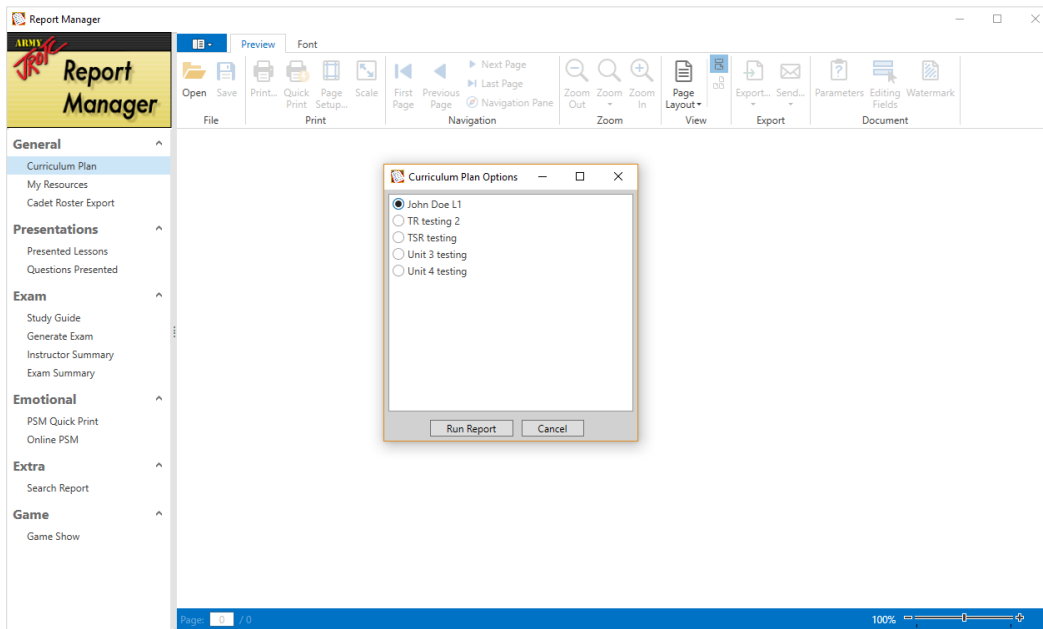 Report Manager
ARMY
JROTC
Report
Manager
Preview Font
Open Save Print... Quick Print Page Setup... Scale First Page Previous Page Next Page Last Page Navigation Pane Zoom Out Zoom Zoom In Page Layout Export... Send... Parameters Editing Fields Watermark
File Print Navigation Zoom View Export Document
General
Curriculum Plan
My Resources
Cadet Roster Export
Presentations
Presented Lessons
Questions Presented
Exam
Study Guide
Generate Exam
Instructor Summary
Exam Summary
Emotional
PSM Quick Print
Online PSM
Extra
Search Report
Game
Game Show
Curriculum Plan Options
John Doe L1
TR testing 2
TSR testing
Unit 3 testing
Unit 4 testing
Run Report Cancel
Page: 0 / 0 100%